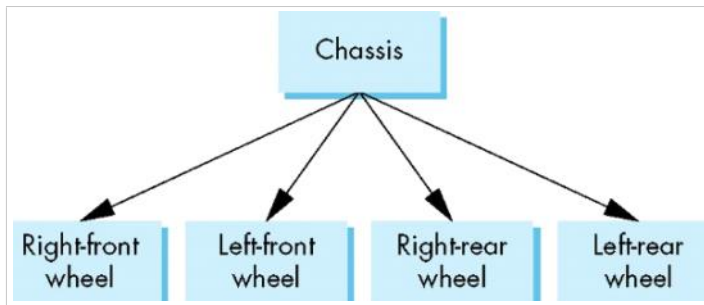 Chassis
Right-front
wheel
Left-front
wheel
Right-rear
wheel
Left-rear
wheel